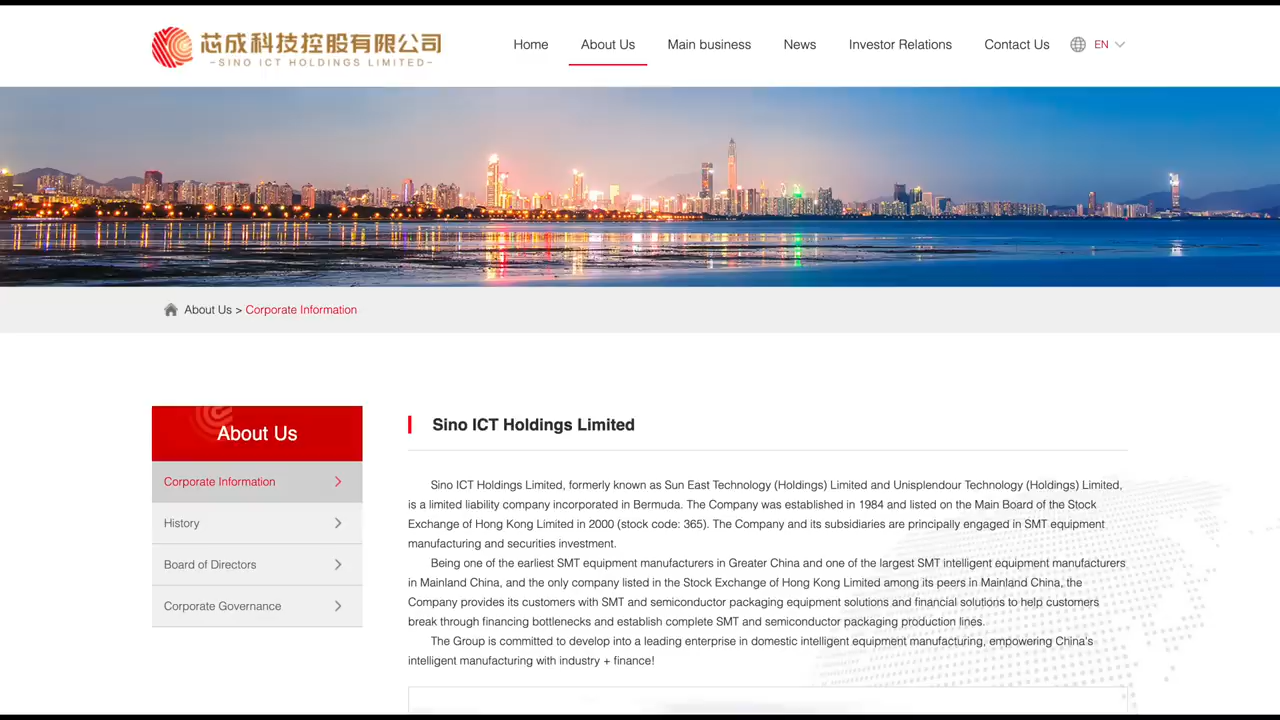 芯成科技控股有限公司
-SINO ICT HOLDINGS LIMITED-
Home About Us Main business News Investor Relations Contact Us EN
About Us > Corporate Information
About Us
Corporate Information
History
Board of Directors
Corporate Governance
Sino ICT Holdings Limited
Sino ICT Holdings Limited, formerly known as Sun East Technology (Holdings) Limited and Unisplendour Technology (Holdings) Limited,
is a limited liability company incorporated in Bermuda. The Company was established in 1984 and listed on the Main Board of the Stock
Exchange of Hong Kong Limited in 2000 (stock code: 365). The Company and its subsidiaries are principally engaged in SMT equipment
manufacturing and securities investment.
Being one of the earliest SMT equipment manufacturers in Greater China and one of the largest SMT intelligent equipment manufacturers
in Mainland China, and the only company listed in the Stock Exchange of Hong Kong Limited among its peers in Mainland China, the
Company provides its customers with SMT and semiconductor packaging equipment solutions and financial solutions to help customers
break through financing bottlenecks and establish complete SMT and semiconductor packaging production lines.
The Group is committed to develop into a leading enterprise in domestic intelligent equipment manufacturing, empowering China's
intelligent manufacturing with industry + finance!